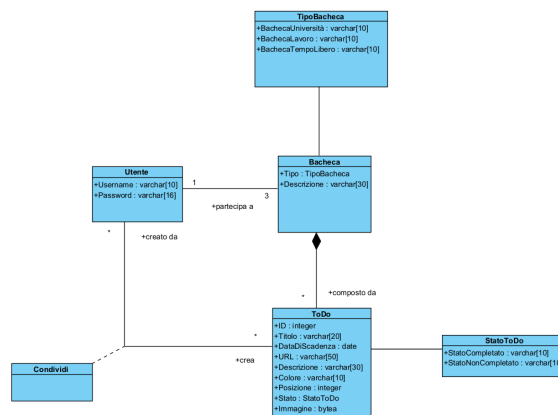 TipoBacheca
+BachecaUniversità : varchar[10]
+BachecaLavoro : varchar[10]
+BachecaTempoLibero : varchar[10]
Utente
+Username : varchar[10]
+Password : varchar[16]
1
3
+partecipa a
Bacheca
+Tipo : TipoBacheca
+Descrizione : varchar[30]
*
+creato da
*
+composto da
*
+crea
Condividi
ToDo
+ID : integer
+Titolo : varchar[20]
+DataDiScadenza : date
+URL : varchar[50]
+Descrizione : varchar[30]
+Colore : varchar[10]
+Posizione : integer
+Stato : StatoToDo
+Immagine : bytea
StatoToDo
+StatoCompletato : varchar[10]
+StatoNonCompletato : varchar[10